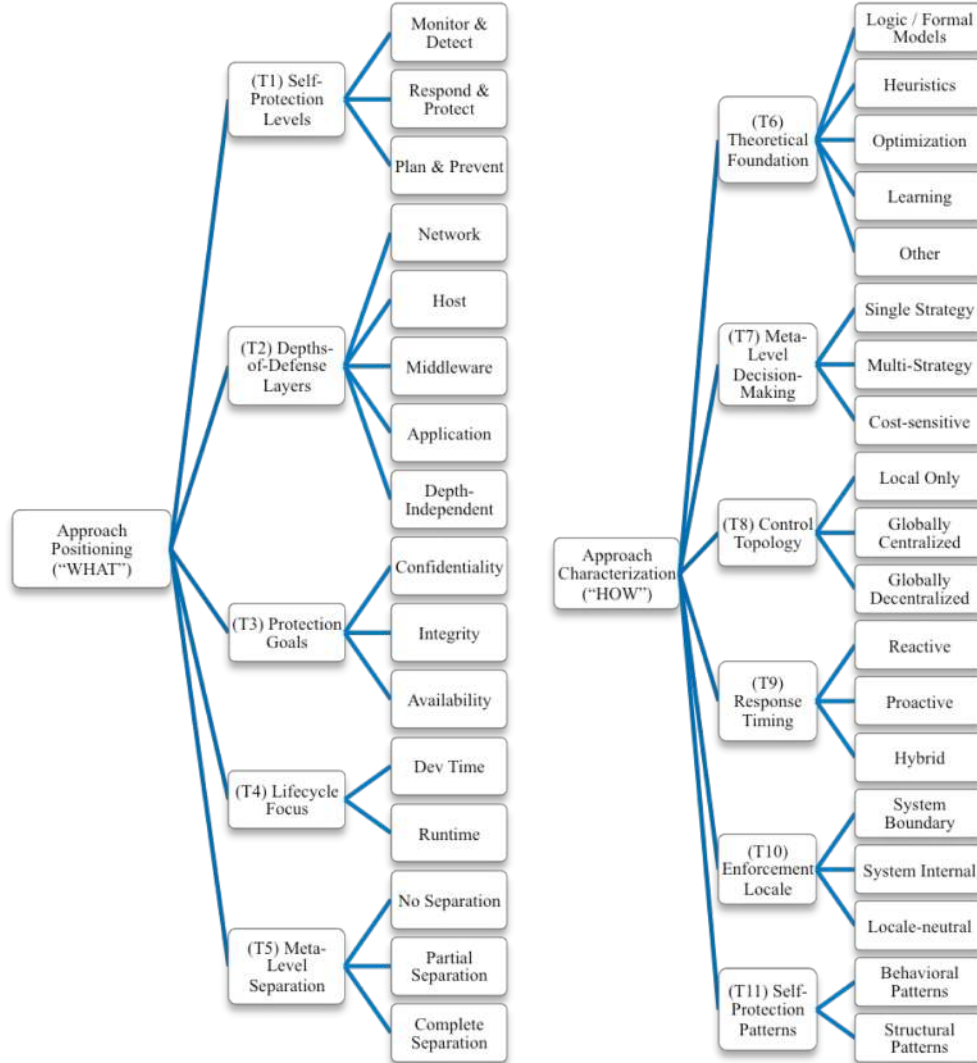 Approach
Positioning
(“WHAT”)
(T1) Self-
Protection
Levels
Monitor &
Detect
Respond &
Protect
Plan & Prevent
(T2) Depths-
of-Defense
Layers
Network
Host
Middleware
Application
Depth-
Independent
(T3) Protection
Goals
Confidentiality
Integrity
Availability
(T4) Lifecycle
Focus
Dev Time
Runtime
(T5) Meta-
Level
Separation
No Separation
Partial
Separation
Complete
Separation
Approach
Characterization
(“HOW”)
(T6)
Theoretical
Foundation
Logic / Formal
Models
Heuristics
Optimization
Learning
Other
(T7) Meta-
Level
Decision-
Making
Single Strategy
Multi-Strategy
Cost-sensitive
(T8) Control
Topology
Local Only
Globally
Centralized
Globally
Decentralized
(T9)
Response
Timing
Reactive
Proactive
Hybrid
(T10)
Enforcement
Locale
System
Boundary
System Internal
Locale-neutral
(T11) Self-
Protection
Patterns
Behavioral
Patterns
Structural
Patterns